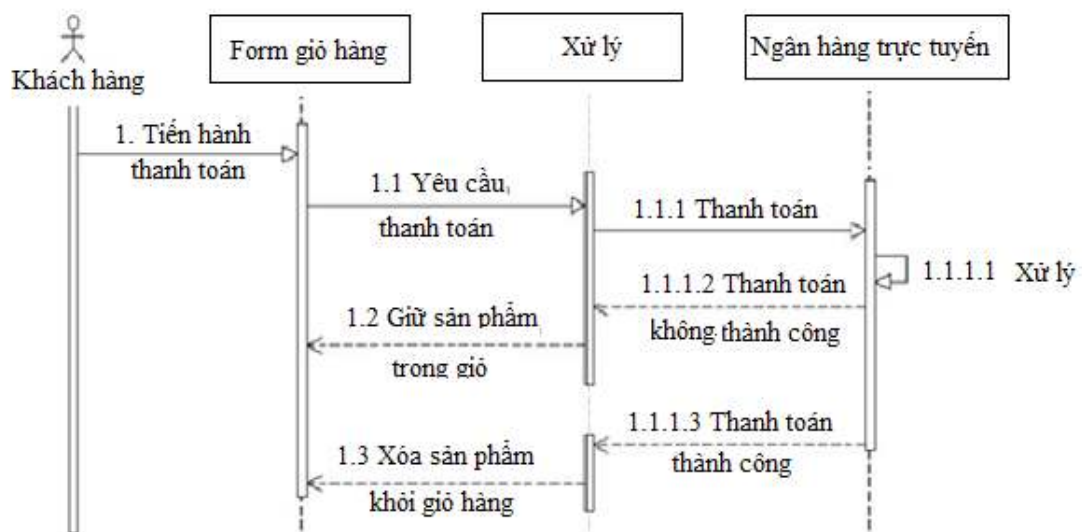 Khách hàng
Form giỏ hàng
Xử lý
Ngân hàng trực tuyến
1. Tiến hành
thanh toán
1.1 Yêu cầu
thanh toán
1.1.1 Thanh toán
1.1.1.1 Xử lý
1.1.1.2 Thanh toán
không thành công
1.2 Giữ sản phẩm
trong giỏ
1.1.1.3 Thanh toán
thành công
1.3 Xóa sản phẩm
khỏi giỏ hàng